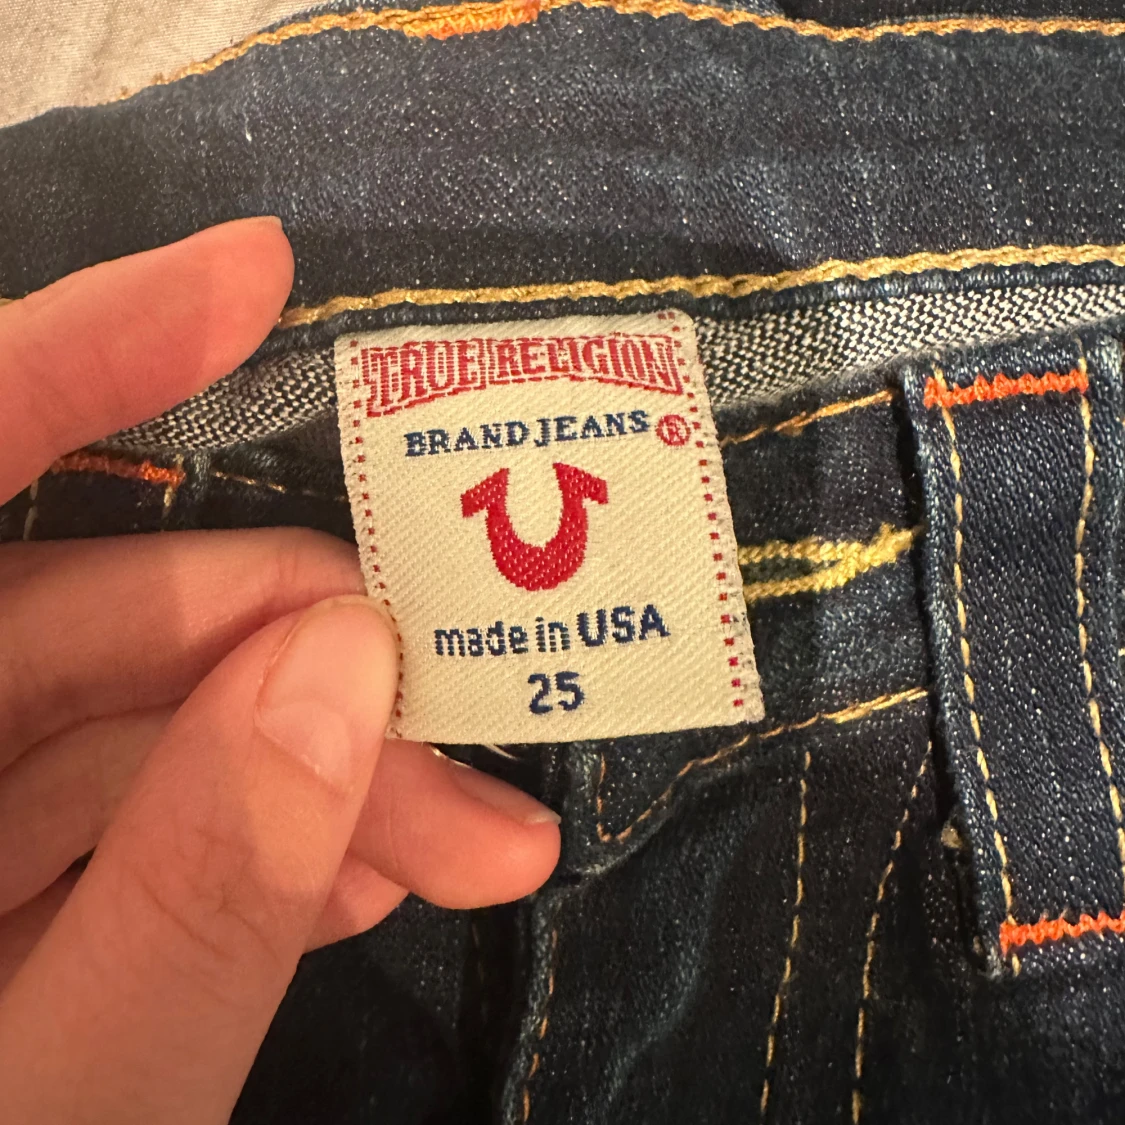 TRUE RELIGION
BRAND JEANS ®
made in USA
25